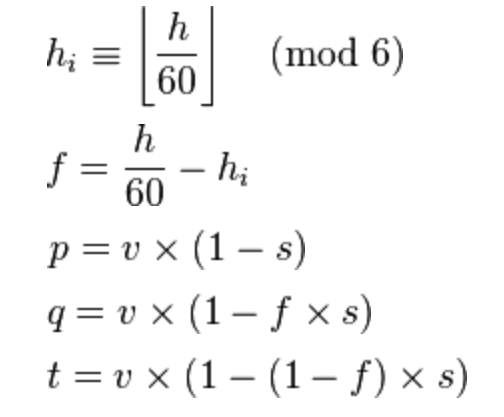 h_i ≡ ⌊h/60⌋ (mod 6)
f = h/60 − h_i
p = v × (1 − s)
q = v × (1 − f × s)
t = v × (1 − (1 − f) × s)